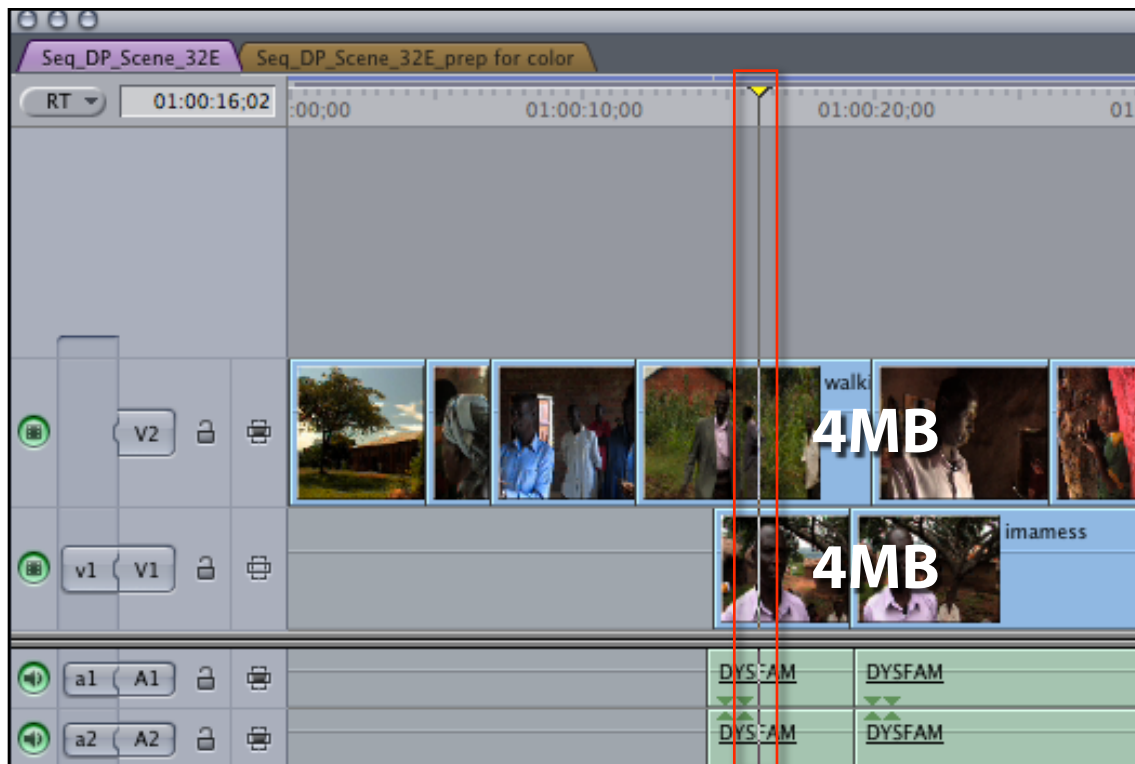 Seq_DP_Scene_32E Seq_DP_Scene_32E_prep for color
RT 01:00:16;02 :00;00 01:00:10;00 01:00:20;00 01
V2 walki 4MB
v1 V1 4MB imamess
a1 A1 DYSFAM DYSFAM
a2 A2 DYSFAM DYSFAM